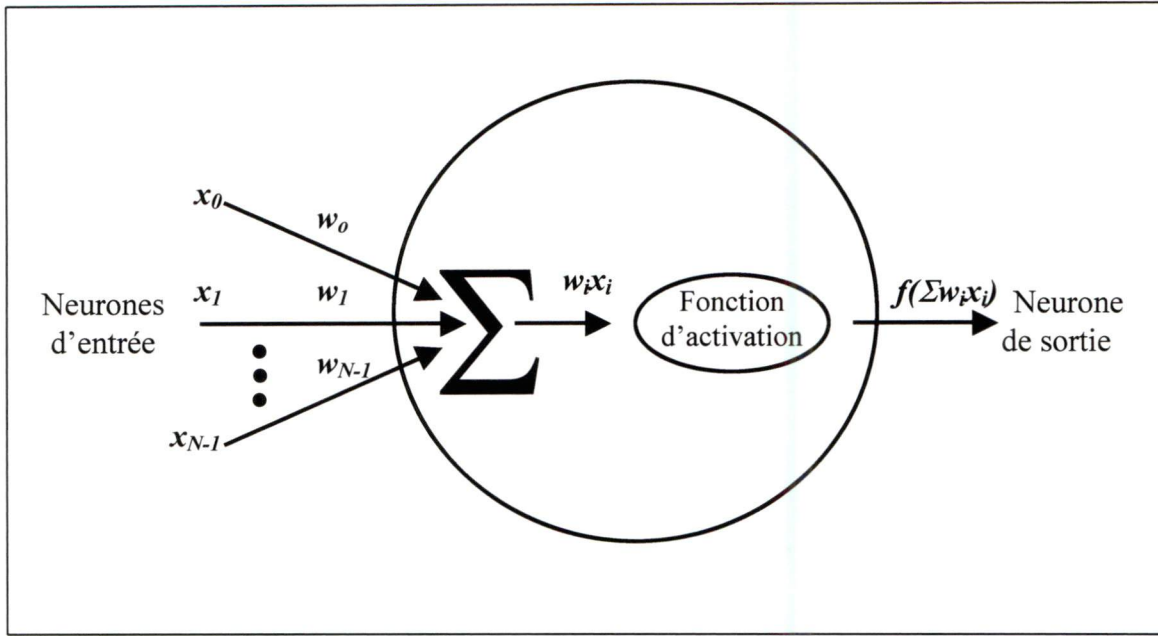 x0
w0
Neurones
d'entrée
x1
w1
wN-1
xN-1
Σ
wixi
Fonction
d'activation
f(Σwixi)
Neurone
de sortie